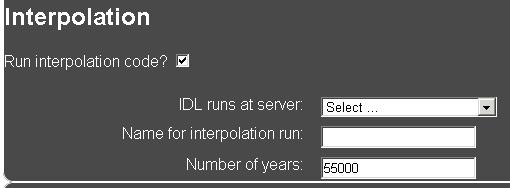 Interpolation
Run interpolation code?
IDL runs at server: Select ...
Name for interpolation run:
Number of years: 55000